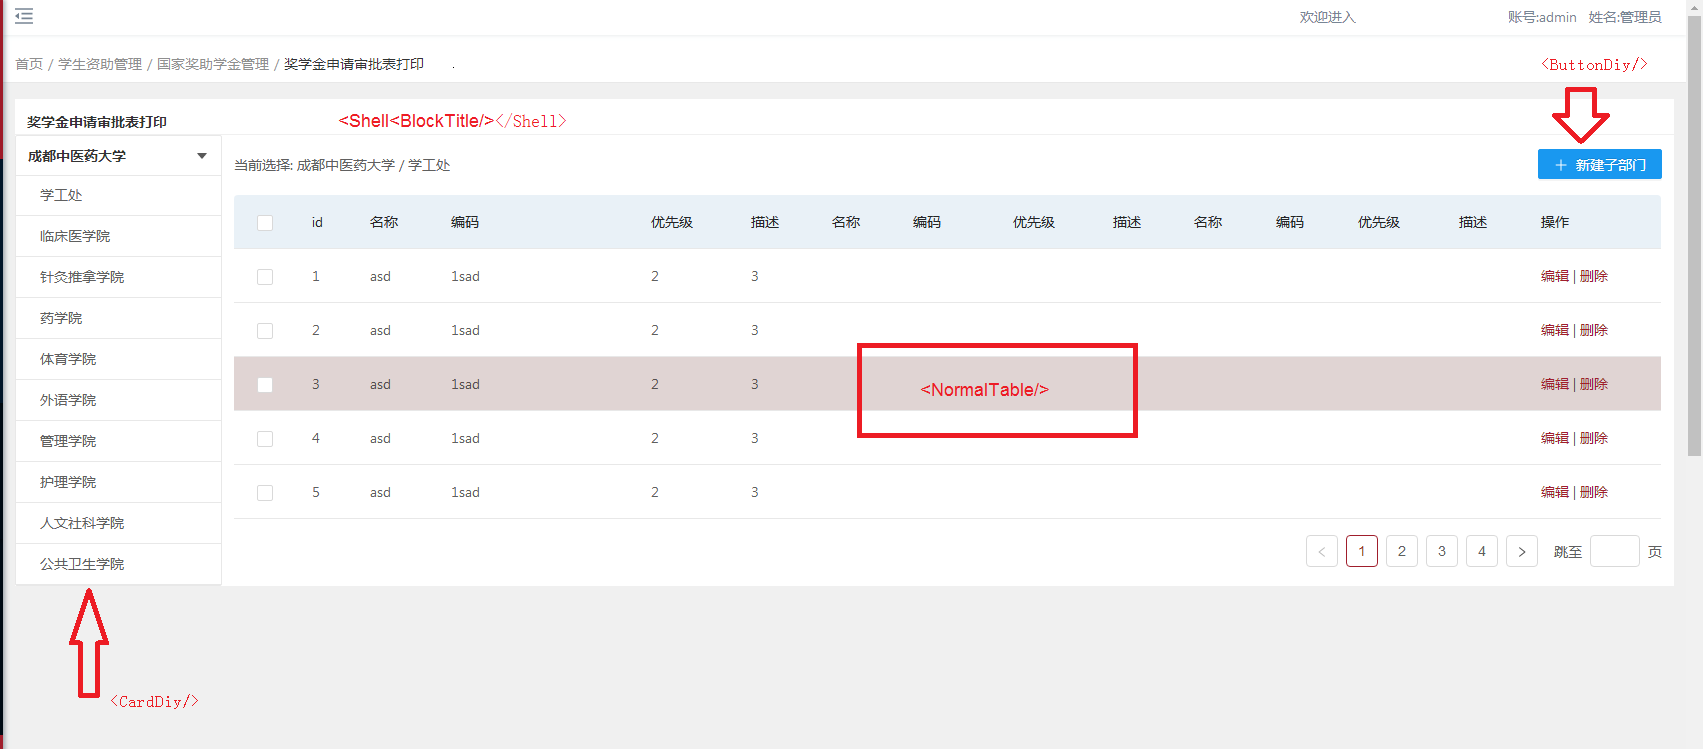 欢迎进入 账号:admin 姓名:管理员
首页 / 学生资助管理 / 国家奖助学金管理 / 奖学金申请审批表打印 .
<ButtonDiy/>
奖学金申请审批表打印
<Shell<BlockTitle/></Shell>
成都中医药大学
学工处
临床医学院
针灸推拿学院
药学院
体育学院
外语学院
管理学院
护理学院
人文社科学院
公共卫生学院
<CardDiy/>
当前选择: 成都中医药大学 / 学工处
+ 新建子部门
id 名称 编码 优先级 描述 名称 编码 优先级 描述 名称 编码 优先级 描述 操作
1 asd 1sad 2 3 编辑 | 删除
2 asd 1sad 2 3 编辑 | 删除
3 asd 1sad 2 3 编辑 | 删除
<NormalTable/>
4 asd 1sad 2 3 编辑 | 删除
5 asd 1sad 2 3 编辑 | 删除
< 1 2 3 4 > 跳至 页